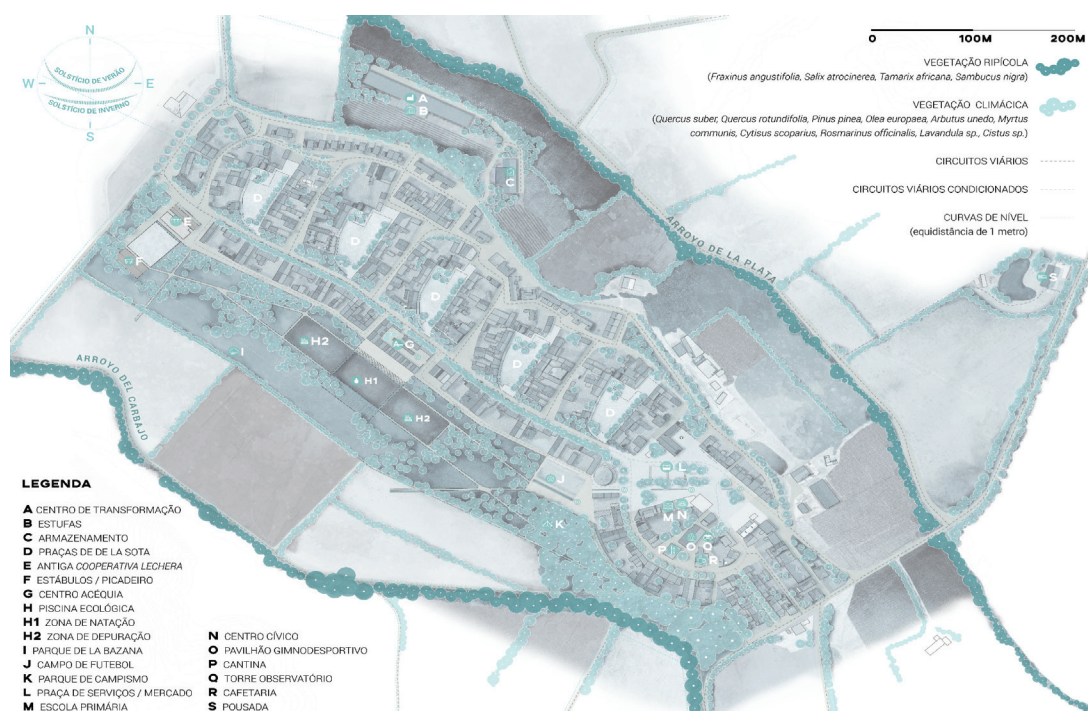 N
SOLSTÍCIO DE VERÃO
W
E
SOLSTÍCIO DE INVERNO
S
0 100M 200M
VEGETAÇÃO RIPÍCOLA
(Fraxinus angustifolia, Salix atrocinerea, Tamarix africana, Sambucus nigra)
VEGETAÇÃO CLIMÁCICA
(Quercus suber, Quercus rotundifolia, Pinus pinea, Olea europaea, Arbutus unedo, Myrtus
communis, Cytisus scoparius, Rosmarinus officinalis, Lavandula sp., Cistus sp.)
CIRCUITOS VIÁRIOS
CIRCUITOS VIÁRIOS CONDICIONADOS
CURVAS DE NÍVEL
(equidistância de 1 metro)
A
B
C
D
E
F
D
D
ARROYO DE LA PLATA
S
H2
G
I
H1
H2
D
D
ARROYO DEL CARBAJO
J
L
K
M
N
P
O
Q
R
LEGENDA
A CENTRO DE TRANSFORMAÇÃO
B ESTUFAS
C ARMAZENAMENTO
D PRAÇAS DE DE LA SOTA
E ANTIGA COOPERATIVA LECHERA
F ESTÁBULOS / PICADEIRO
G CENTRO ACÉQUIA
H PISCINA ECOLÓGICA
H1 ZONA DE NATAÇÃO
H2 ZONA DE DEPURAÇÃO
I PARQUE DE LA BAZANA
J CAMPO DE FUTEBOL
K PARQUE DE CAMPISMO
L PRAÇA DE SERVIÇOS / MERCADO
M ESCOLA PRIMÁRIA
N CENTRO CÍVICO
O PAVILHÃO GIMNODESPORTIVO
P CANTINA
Q TORRE OBSERVATÓRIO
R CAFETARIA
S POUSADA